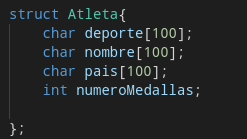 struct Atleta{
    char deporte[100];
    char nombre[100];
    char pais[100];
    int numeroMedallas;
};